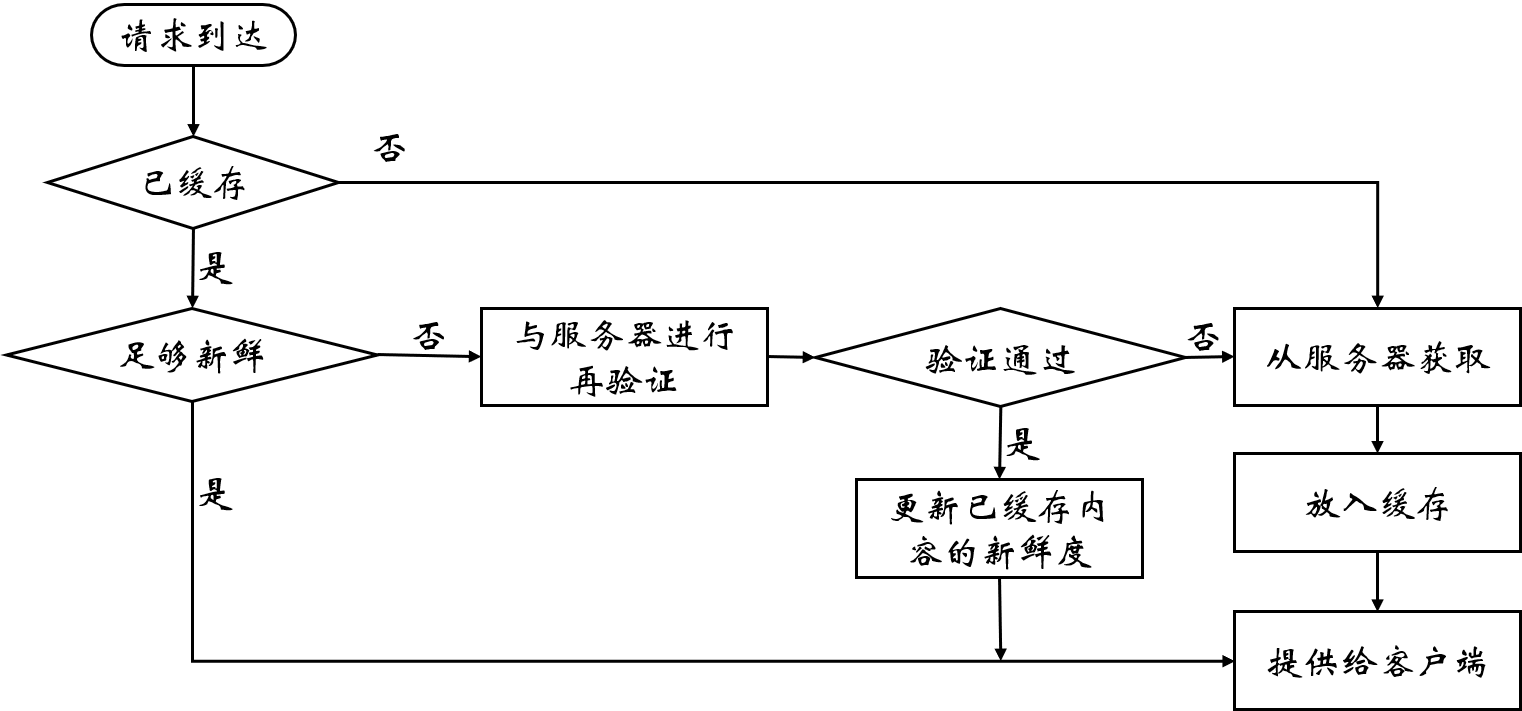 请求到达
否
已缓存
是
足够新鲜
否
与服务器进行
再验证
验证通过
否
从服务器获取
是
是
更新已缓存内
容的新鲜度
放入缓存
提供给客户端